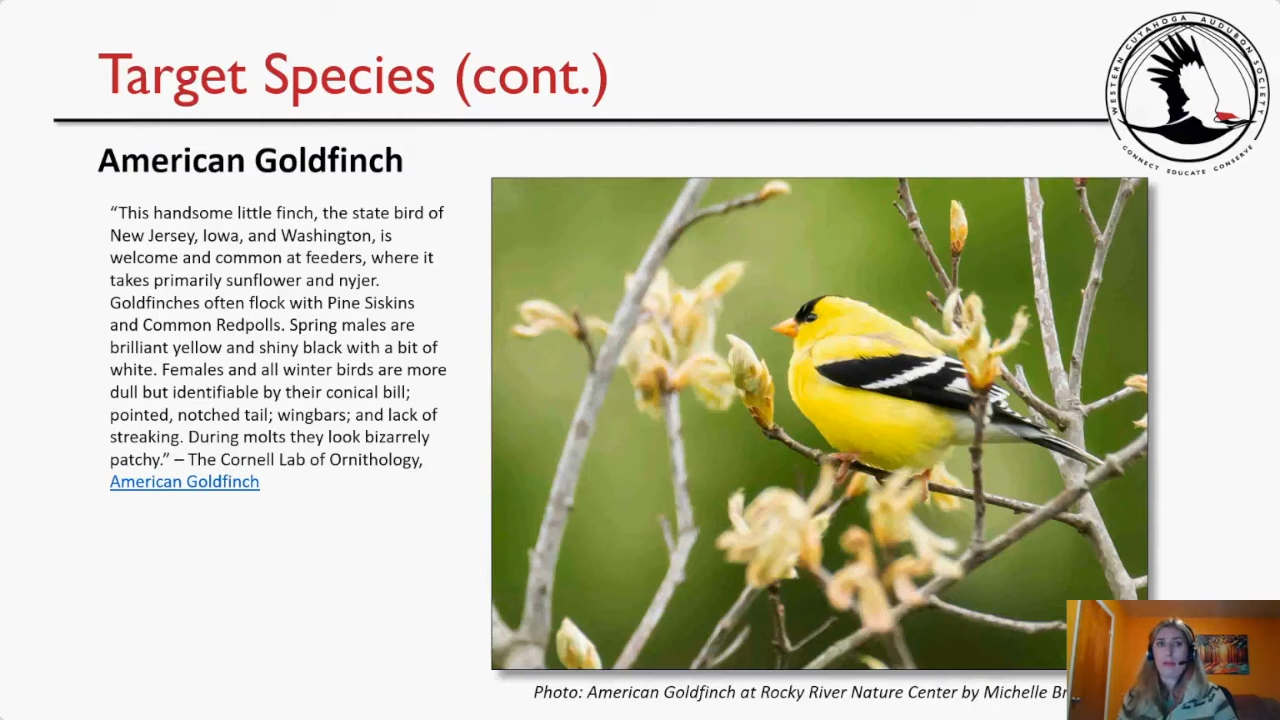 Target Species (cont.)
WESTERN CUYAHOGA AUDUBON SOCIETY
CONNECT EDUCATE CONSERVE
American Goldfinch
“This handsome little finch, the state bird of
New Jersey, Iowa, and Washington, is
welcome and common at feeders, where it
takes primarily sunflower and nyjer.
Goldfinches often flock with Pine Siskins
and Common Redpolls. Spring males are
brilliant yellow and shiny black with a bit of
white. Females and all winter birds are more
dull but identifiable by their conical bill;
pointed, notched tail; wingbars; and lack of
streaking. During molts they look bizarrely
patchy.” – The Cornell Lab of Ornithology,
American Goldfinch
Photo: American Goldfinch at Rocky River Nature Center by Michelle